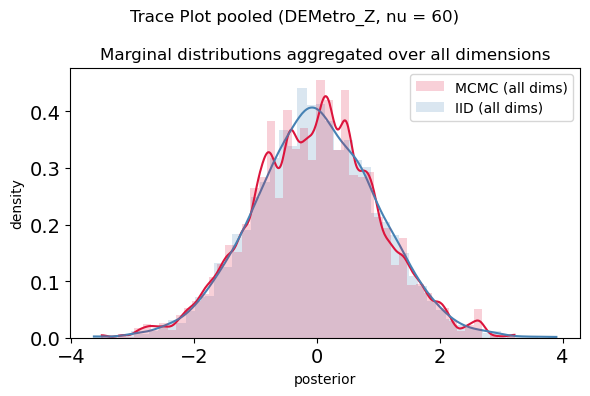 Trace Plot pooled (DEMetro_Z, nu = 60)
Marginal distributions aggregated over all dimensions
MCMC (all dims)
IID (all dims)
density
0.4
0.3
0.2
0.1
0.0
−4
−2
0
2
4
posterior